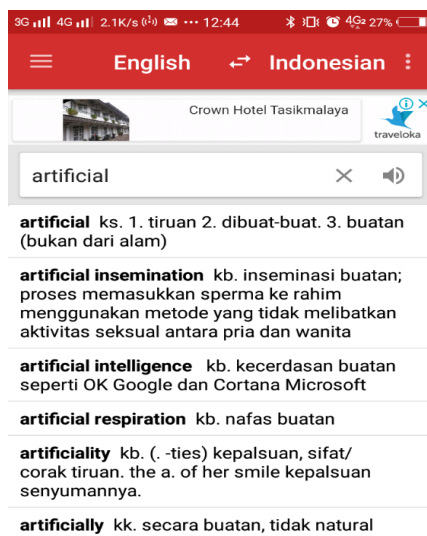 3G 4G 2.1K/s ... 12:44 4G2 27%
English Indonesian
Crown Hotel Tasikmalaya
traveloka
artificial
artificial ks. 1. tiruan 2. dibuat-buat. 3. buatan
(bukan dari alam)
artificial insemination kb. inseminasi buatan;
proses memasukkan sperma ke rahim
menggunakan metode yang tidak melibatkan
aktivitas seksual antara pria dan wanita
artificial intelligence kb. kecerdasan buatan
seperti OK Google dan Cortana Microsoft
artificial respiration kb. nafas buatan
artificiality kb. (. -ties) kepalsuan, sifat/
corak tiruan. the a. of her smile kepalsuan
senyumannya.
artificially kk. secara buatan, tidak natural